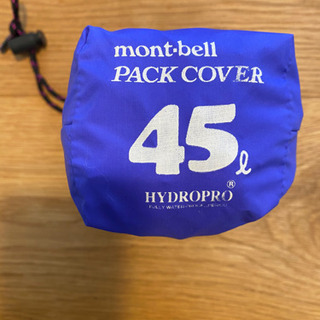 mont-bell
PACK COVER
45ℓ
HYDROPRO®